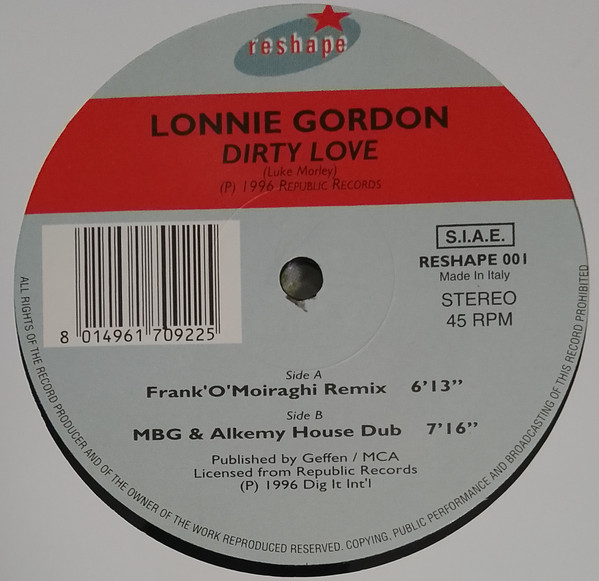 reshape
LONNIE GORDON
DIRTY LOVE
(Luke Morley)
(P) 1996 REPUBLIC RECORDS
8 014961 709225
S.I.A.E.
RESHAPE 001
Made In Italy
STEREO
45 RPM
Side A
Frank'O'Moiraghi Remix 6'13"
Side B
MBG & Alkemy House Dub 7'16"
Published by Geffen / MCA
Licensed from Republic Records
(P) 1996 Dig It Int'l
ALL RIGHTS OF THE RECORD PRODUCER AND OF THE OWNER OF THE WORK REPRODUCED RESERVED. COPYING, PUBLIC PERFORMANCE AND BROADCASTING OF THIS RECORD PROHIBITED